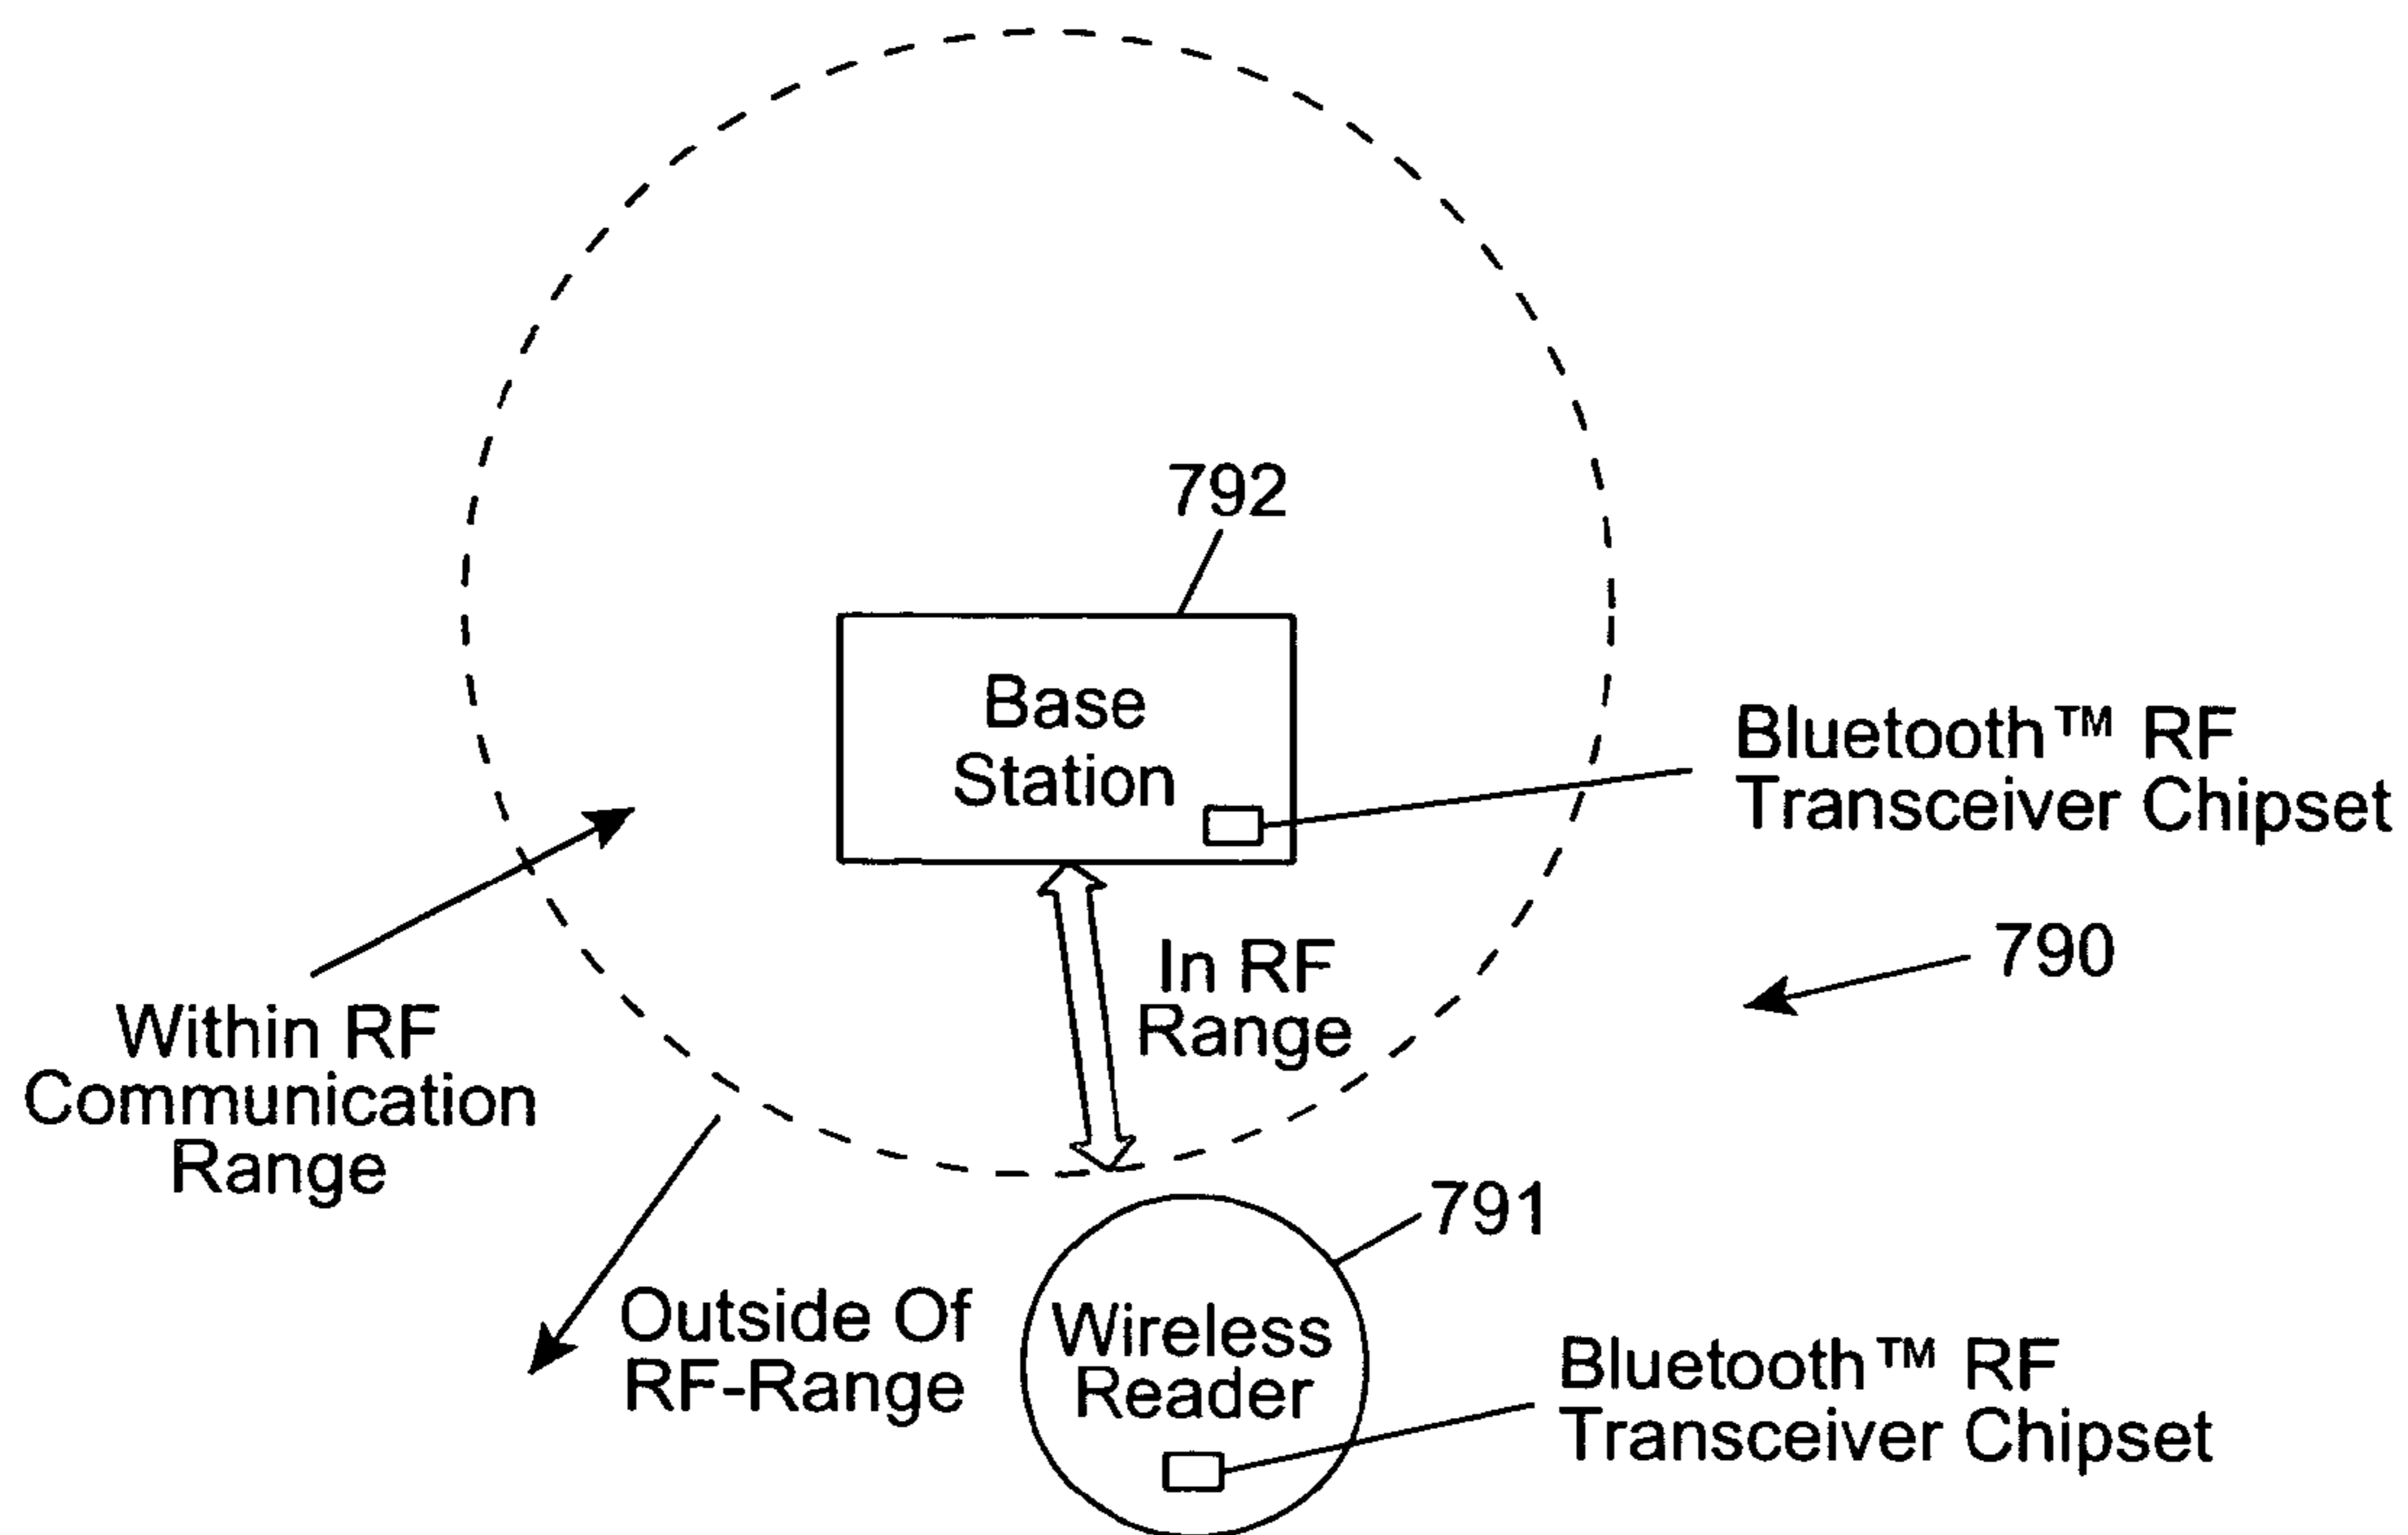 792
Base
Station
Bluetooth™ RF
Transceiver Chipset
790
In RF
Range
Within RF
Communication
Range
791
Outside Of
RF-Range
Wireless
Reader
Bluetooth™ RF
Transceiver Chipset